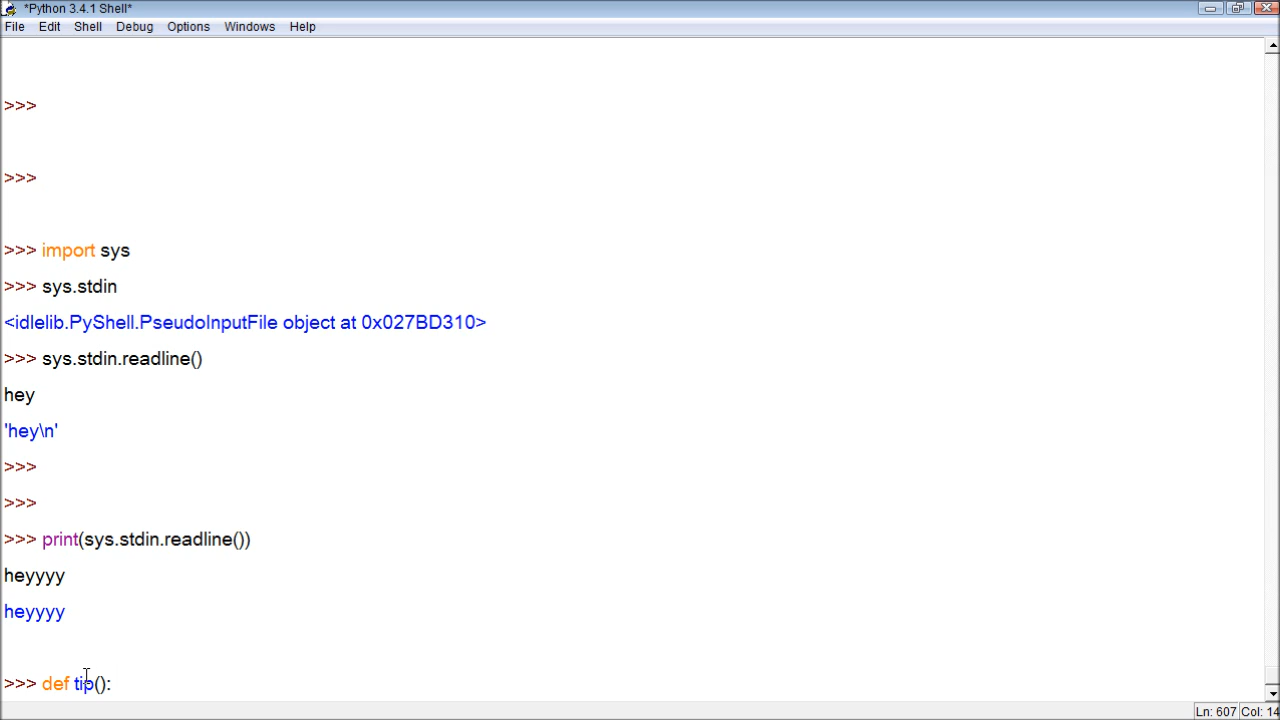 *Python 3.4.1 Shell*
File Edit Shell Debug Options Windows Help
>>>
>>>
>>> import sys
>>> sys.stdin
<idlelib.PyShell.PseudoInputFile object at 0x027BD310>
>>> sys.stdin.readline()
hey
'hey\n'
>>>
>>>
>>> print(sys.stdin.readline())
heyyyy
heyyyy
>>> def tip():
Ln: 607 Col: 14